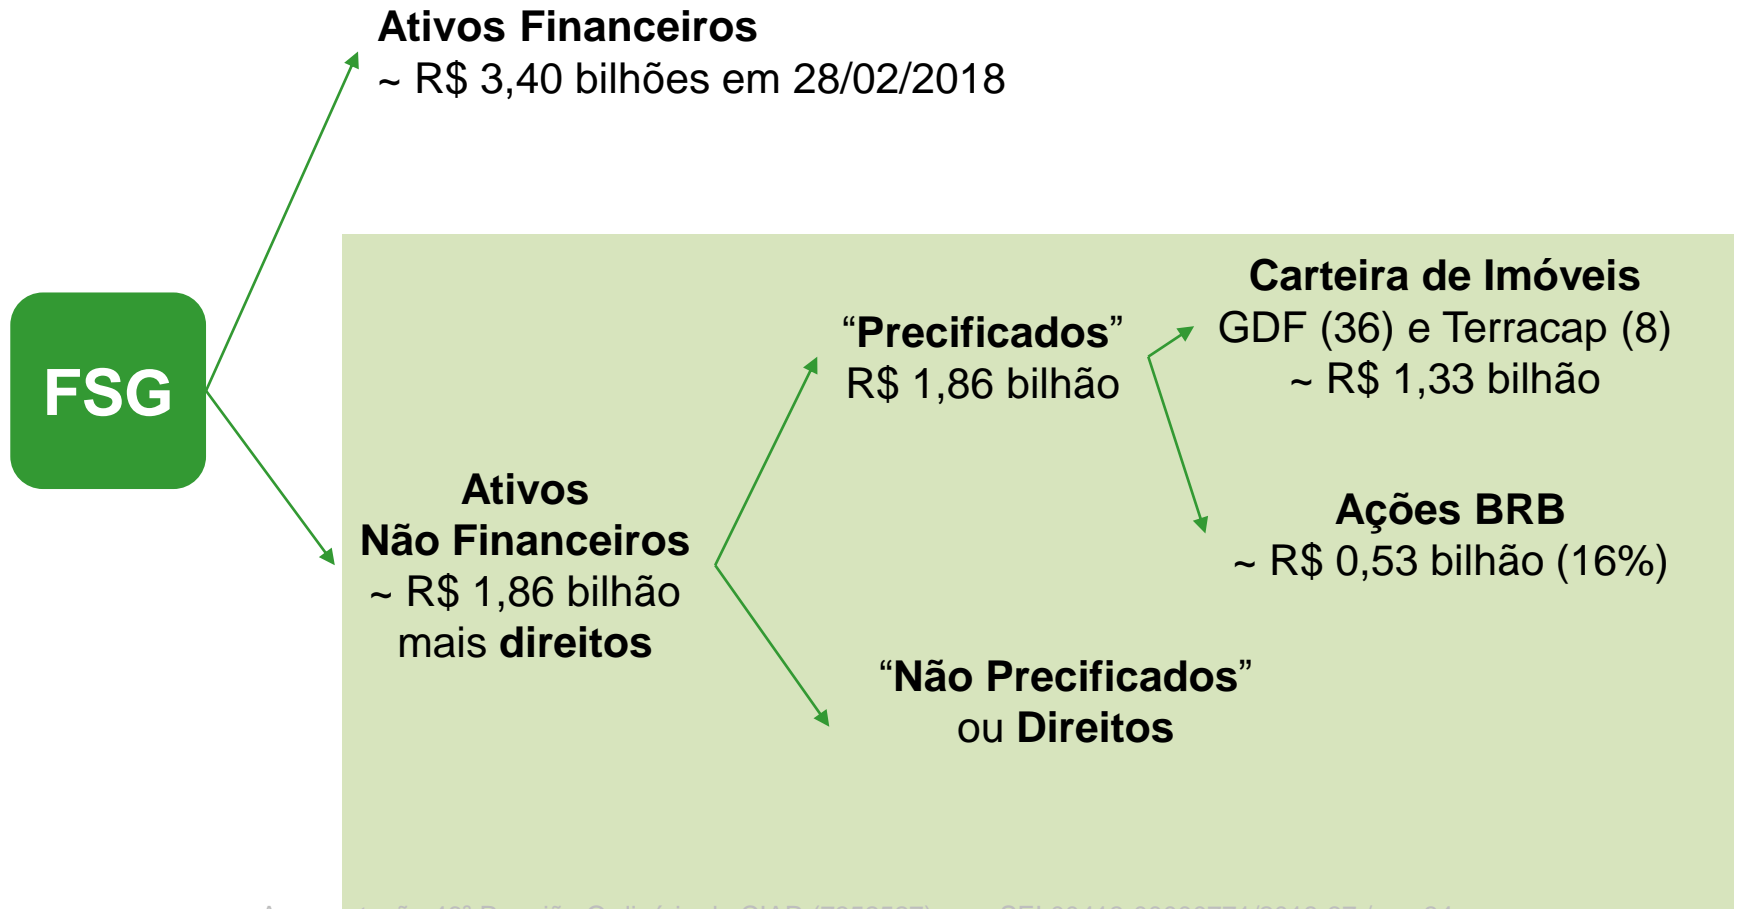 Ativos Financeiros
~ R$ 3,40 bilhões em 28/02/2018
FSG
Ativos
Não Financeiros
~ R$ 1,86 bilhão
mais direitos
“Precificados”
R$ 1,86 bilhão
Carteira de Imóveis
GDF (36) e Terracap (8)
~ R$ 1,33 bilhão
Ações BRB
~ R$ 0,53 bilhão (16%)
“Não Precificados”
ou Direitos